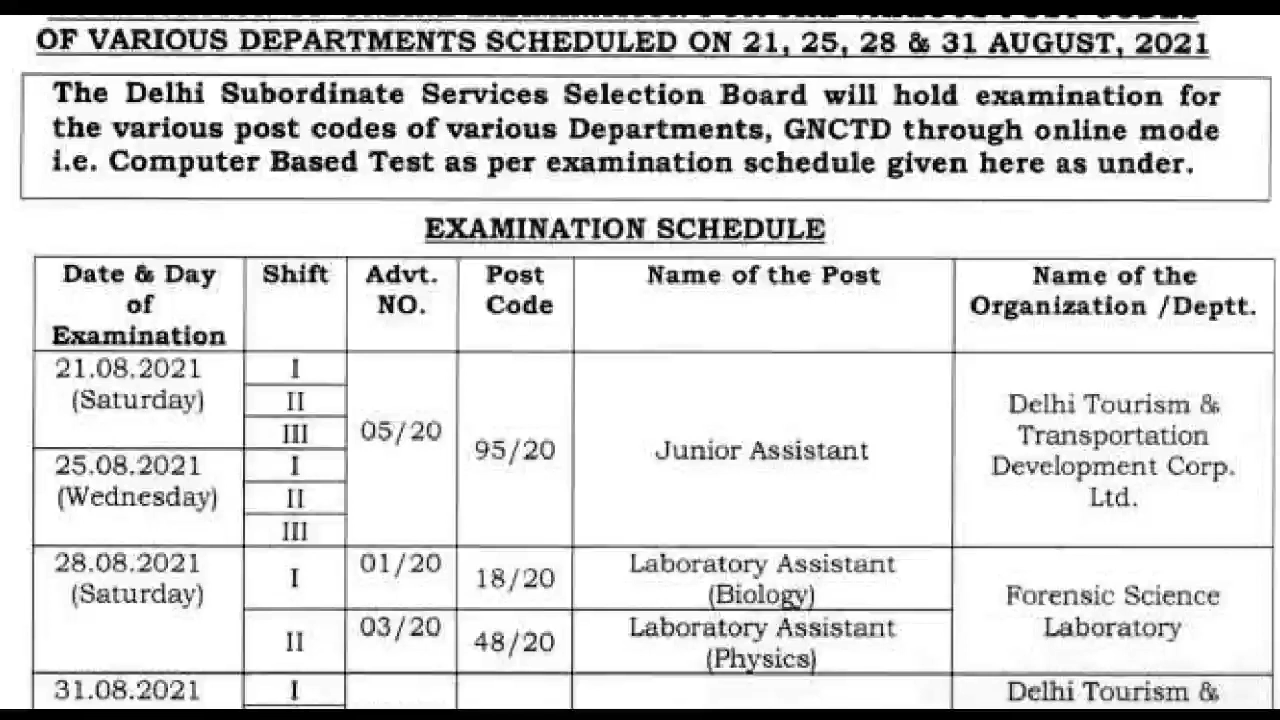 OF VARIOUS DEPARTMENTS SCHEDULED ON 21, 25, 28 & 31 AUGUST, 2021
The Delhi Subordinate Services Selection Board will hold examination for
the various post codes of various Departments, GNCTD through online mode
i.e. Computer Based Test as per examination schedule given here as under.
EXAMINATION SCHEDULE
Date & Day
of
Examination
Shift
Advt.
NO.
Post
Code
Name of the Post
Name of the
Organization /Deptt.
21.08.2021
(Saturday)
I
II
III
25.08.2021
(Wednesday)
I
II
III
05/20
95/20
Junior Assistant
Delhi Tourism &
Transportation
Development Corp.
Ltd.
28.08.2021
(Saturday)
I
01/20
18/20
Laboratory Assistant
(Biology)
II
03/20
48/20
Laboratory Assistant
(Physics)
Forensic Science
Laboratory
31.08.2021
I
Delhi Tourism &